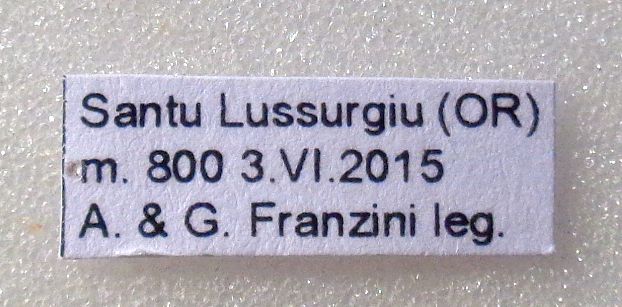 Santu Lussurgiu (OR)
m. 800 3.VI.2015
A. & G. Franzini leg.